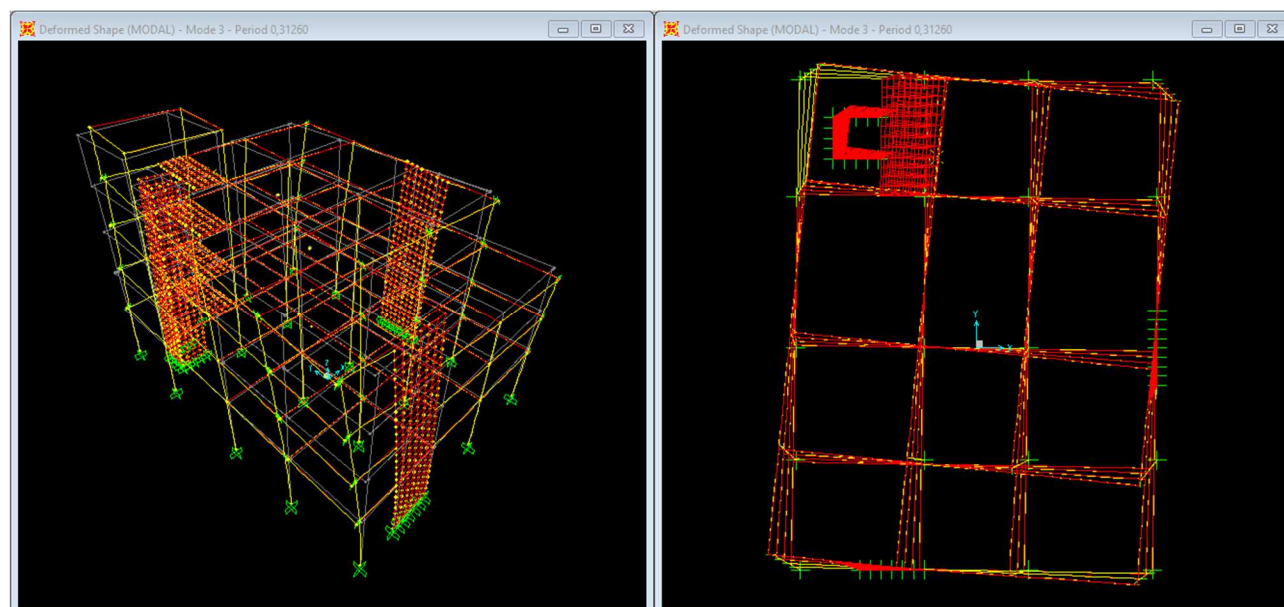 Deformed Shape (MODAL) - Mode 3 - Period 0,31260
Deformed Shape (MODAL) - Mode 3 - Period 0,31260
Z
Y
X